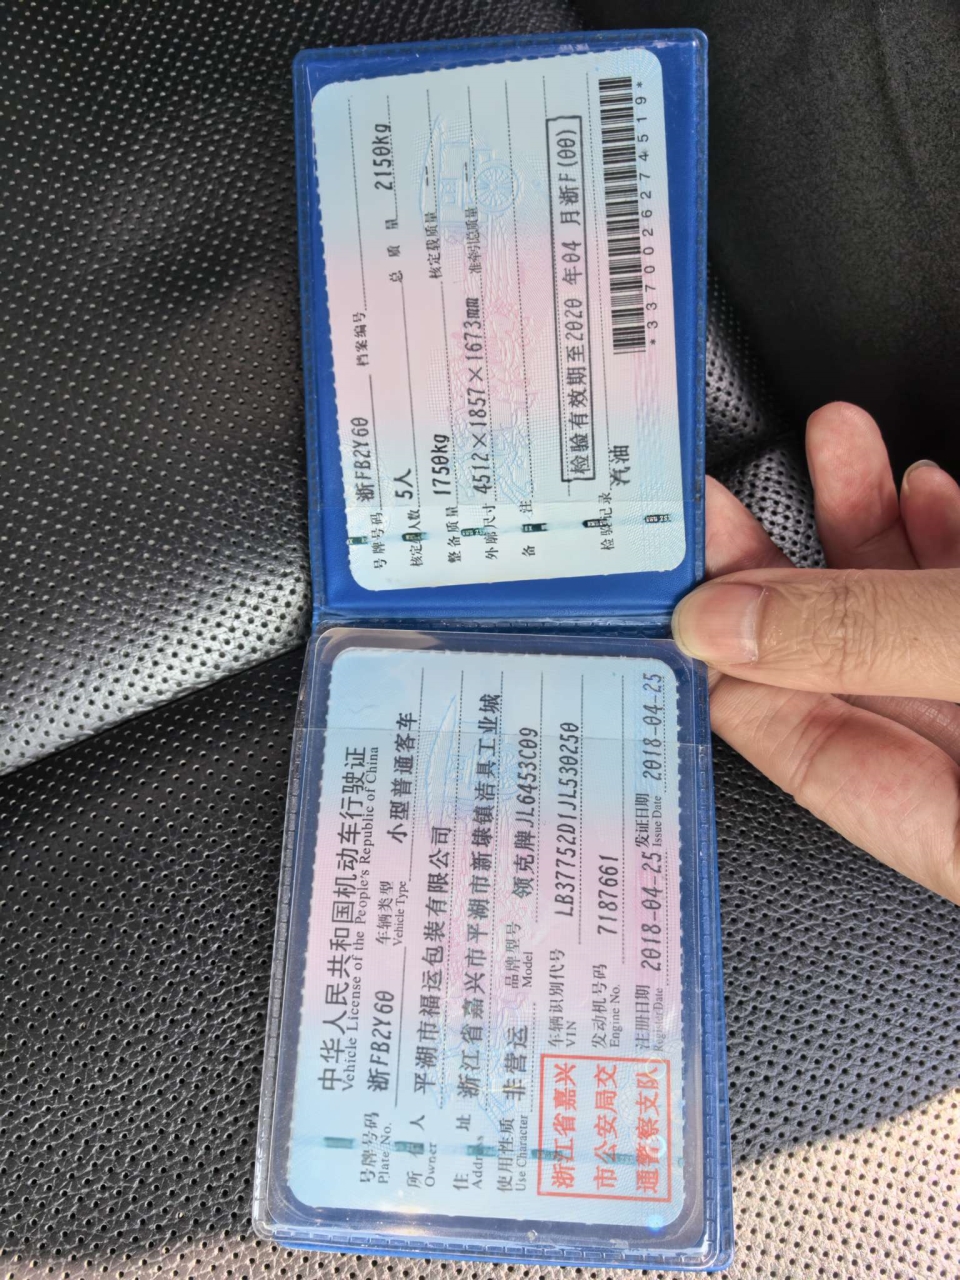 中华人民共和国机动车行驶证
Vehicle License of the People's Republic of China
号牌号码 浙FB2Y60 车辆类型 小型普通客车
Plate No. Vehicle Type
所 人 平湖市福运包装有限公司
Owner
住 址 浙江省嘉兴市平湖市新埭镇洁具工业城
使用性质 非营运 品牌型号 领克牌JL6453C09
Use Character Model
浙江省嘉兴
市公安局交
通警察支队
车辆识别代号 LB37752D1JL530250
VIN
发动机号码 7187661
Engine No.
注册日期 2018-04-25 发证日期 2018-04-25
Register Date Issue Date
号牌号码 浙FB2Y60 档案编号
核定 人数 5人 总 质 量 2150kg
整备质量 1750kg 核定载质量 --
外廓尺寸 4512×1857×1673mm 准牵引总质量 --
备 注
检验有效期至2020 年04 月浙F(00)
检验记录 汽油
*3370026274519*